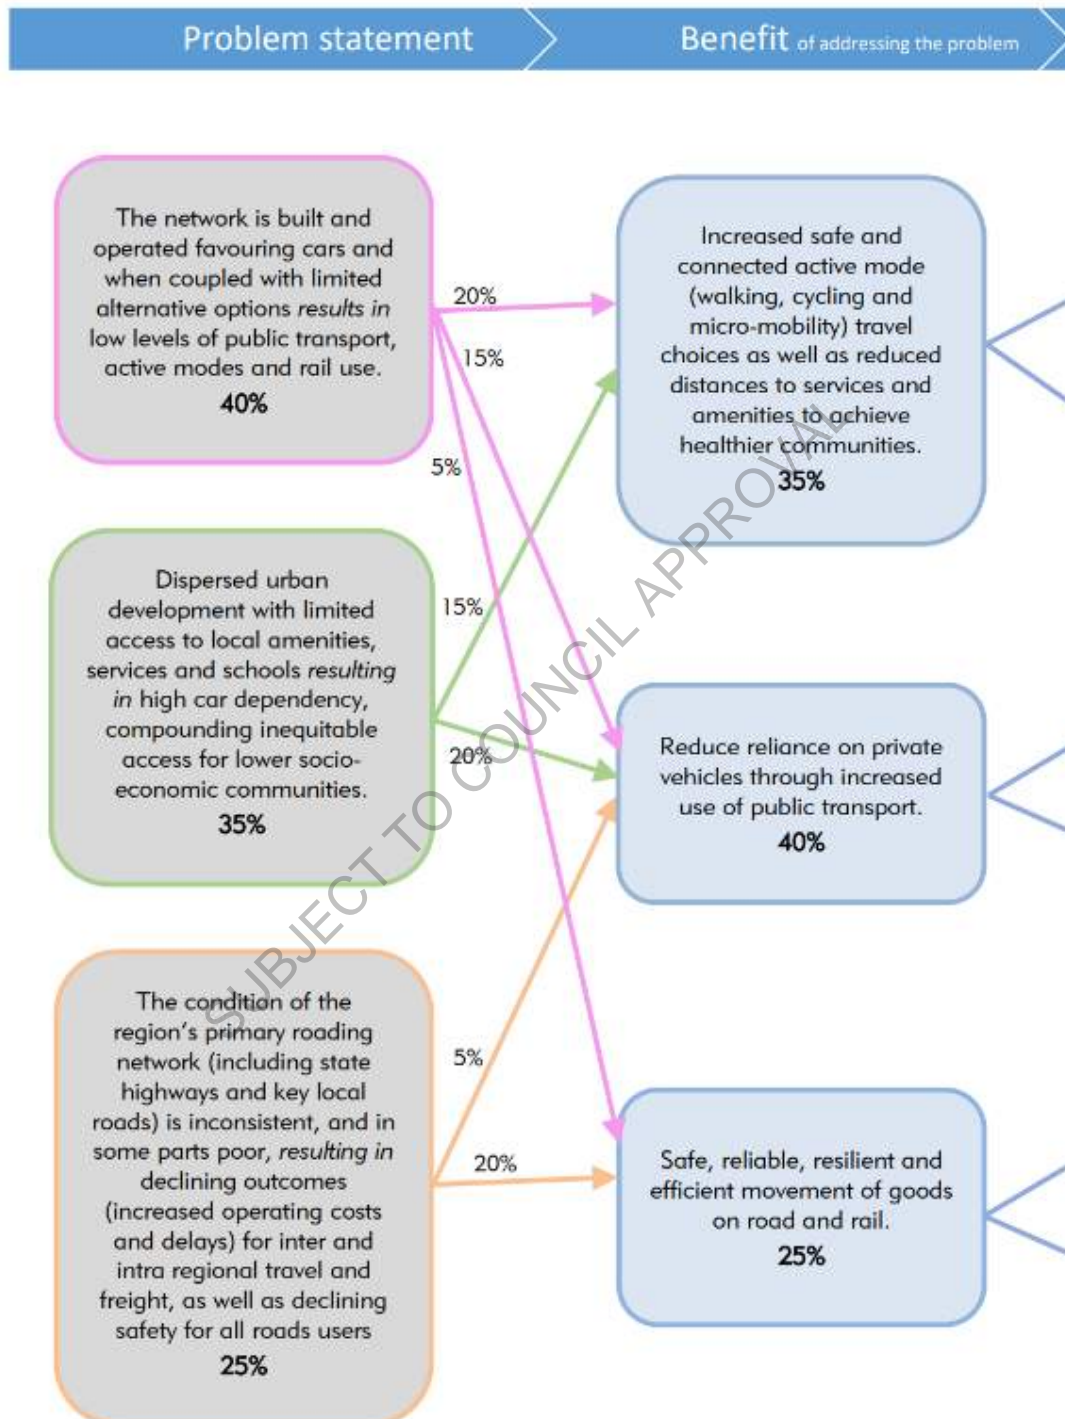 Problem statement
Benefit of addressing the problem
The network is built and
operated favouring cars and
when coupled with limited
alternative options results in
low levels of public transport,
active modes and rail use.
40%
Dispersed urban
development with limited
access to local amenities,
services and schools resulting
in high car dependency,
compounding inequitable
access for lower socio-
economic communities.
35%
The condition of the
region's primary roading
network (including state
highways and key local
roads) is inconsistent, and in
some parts poor, resulting in
declining outcomes
(increased operating costs
and delays) for inter and
intra regional travel and
freight, as well as declining
safety for all roads users
25%
20%
15%
5%
15%
20%
5%
20%
Increased safe and
connected active mode
(walking, cycling and
micro-mobility) travel
choices as well as reduced
distances to services and
amenities to achieve
healthier communities.
35%
Reduce reliance on private
vehicles through increased
use of public transport.
40%
Safe, reliable, resilient and
efficient movement of goods
on road and rail.
25%
SUBJECT TO COUNCIL APPROVAL